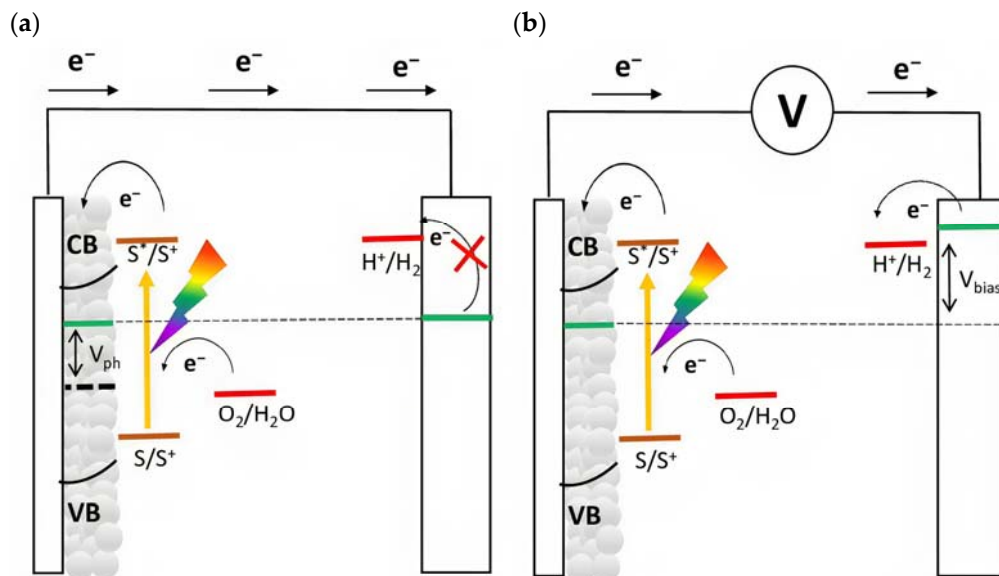 (a)
(b)
e⁻ e⁻ e⁻
e⁻ e⁻
V
e⁻
CB
S*/S⁺
e⁻
H⁺/H₂
V_ph
e⁻
O₂/H₂O
S/S⁺
VB
e⁻
CB
S*/S⁺
e⁻
H⁺/H₂
V_bias
e⁻
O₂/H₂O
S/S⁺
VB